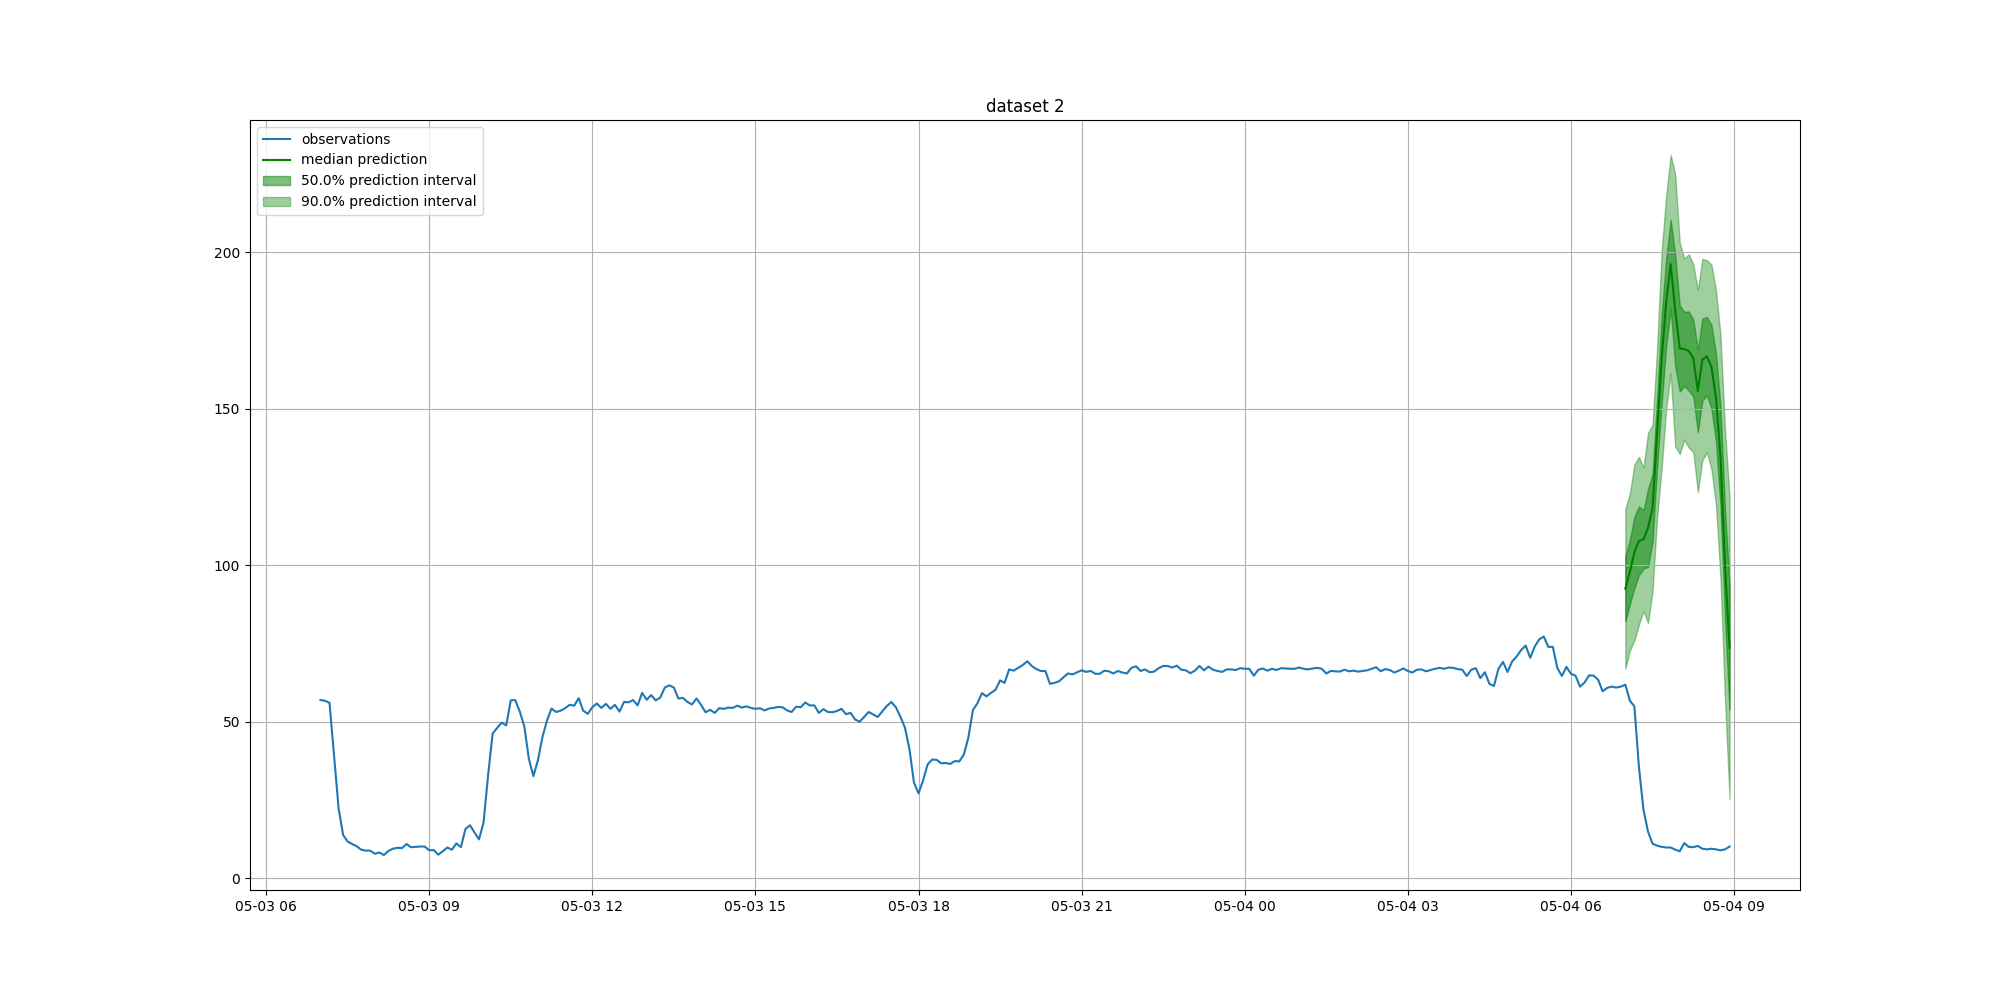 dataset 2
observations
median prediction
50.0% prediction interval
90.0% prediction interval
200
150
100
50
0
05-03 06 05-03 09 05-03 12 05-03 15 05-03 18 05-03 21 05-04 00 05-04 03 05-04 06 05-04 09